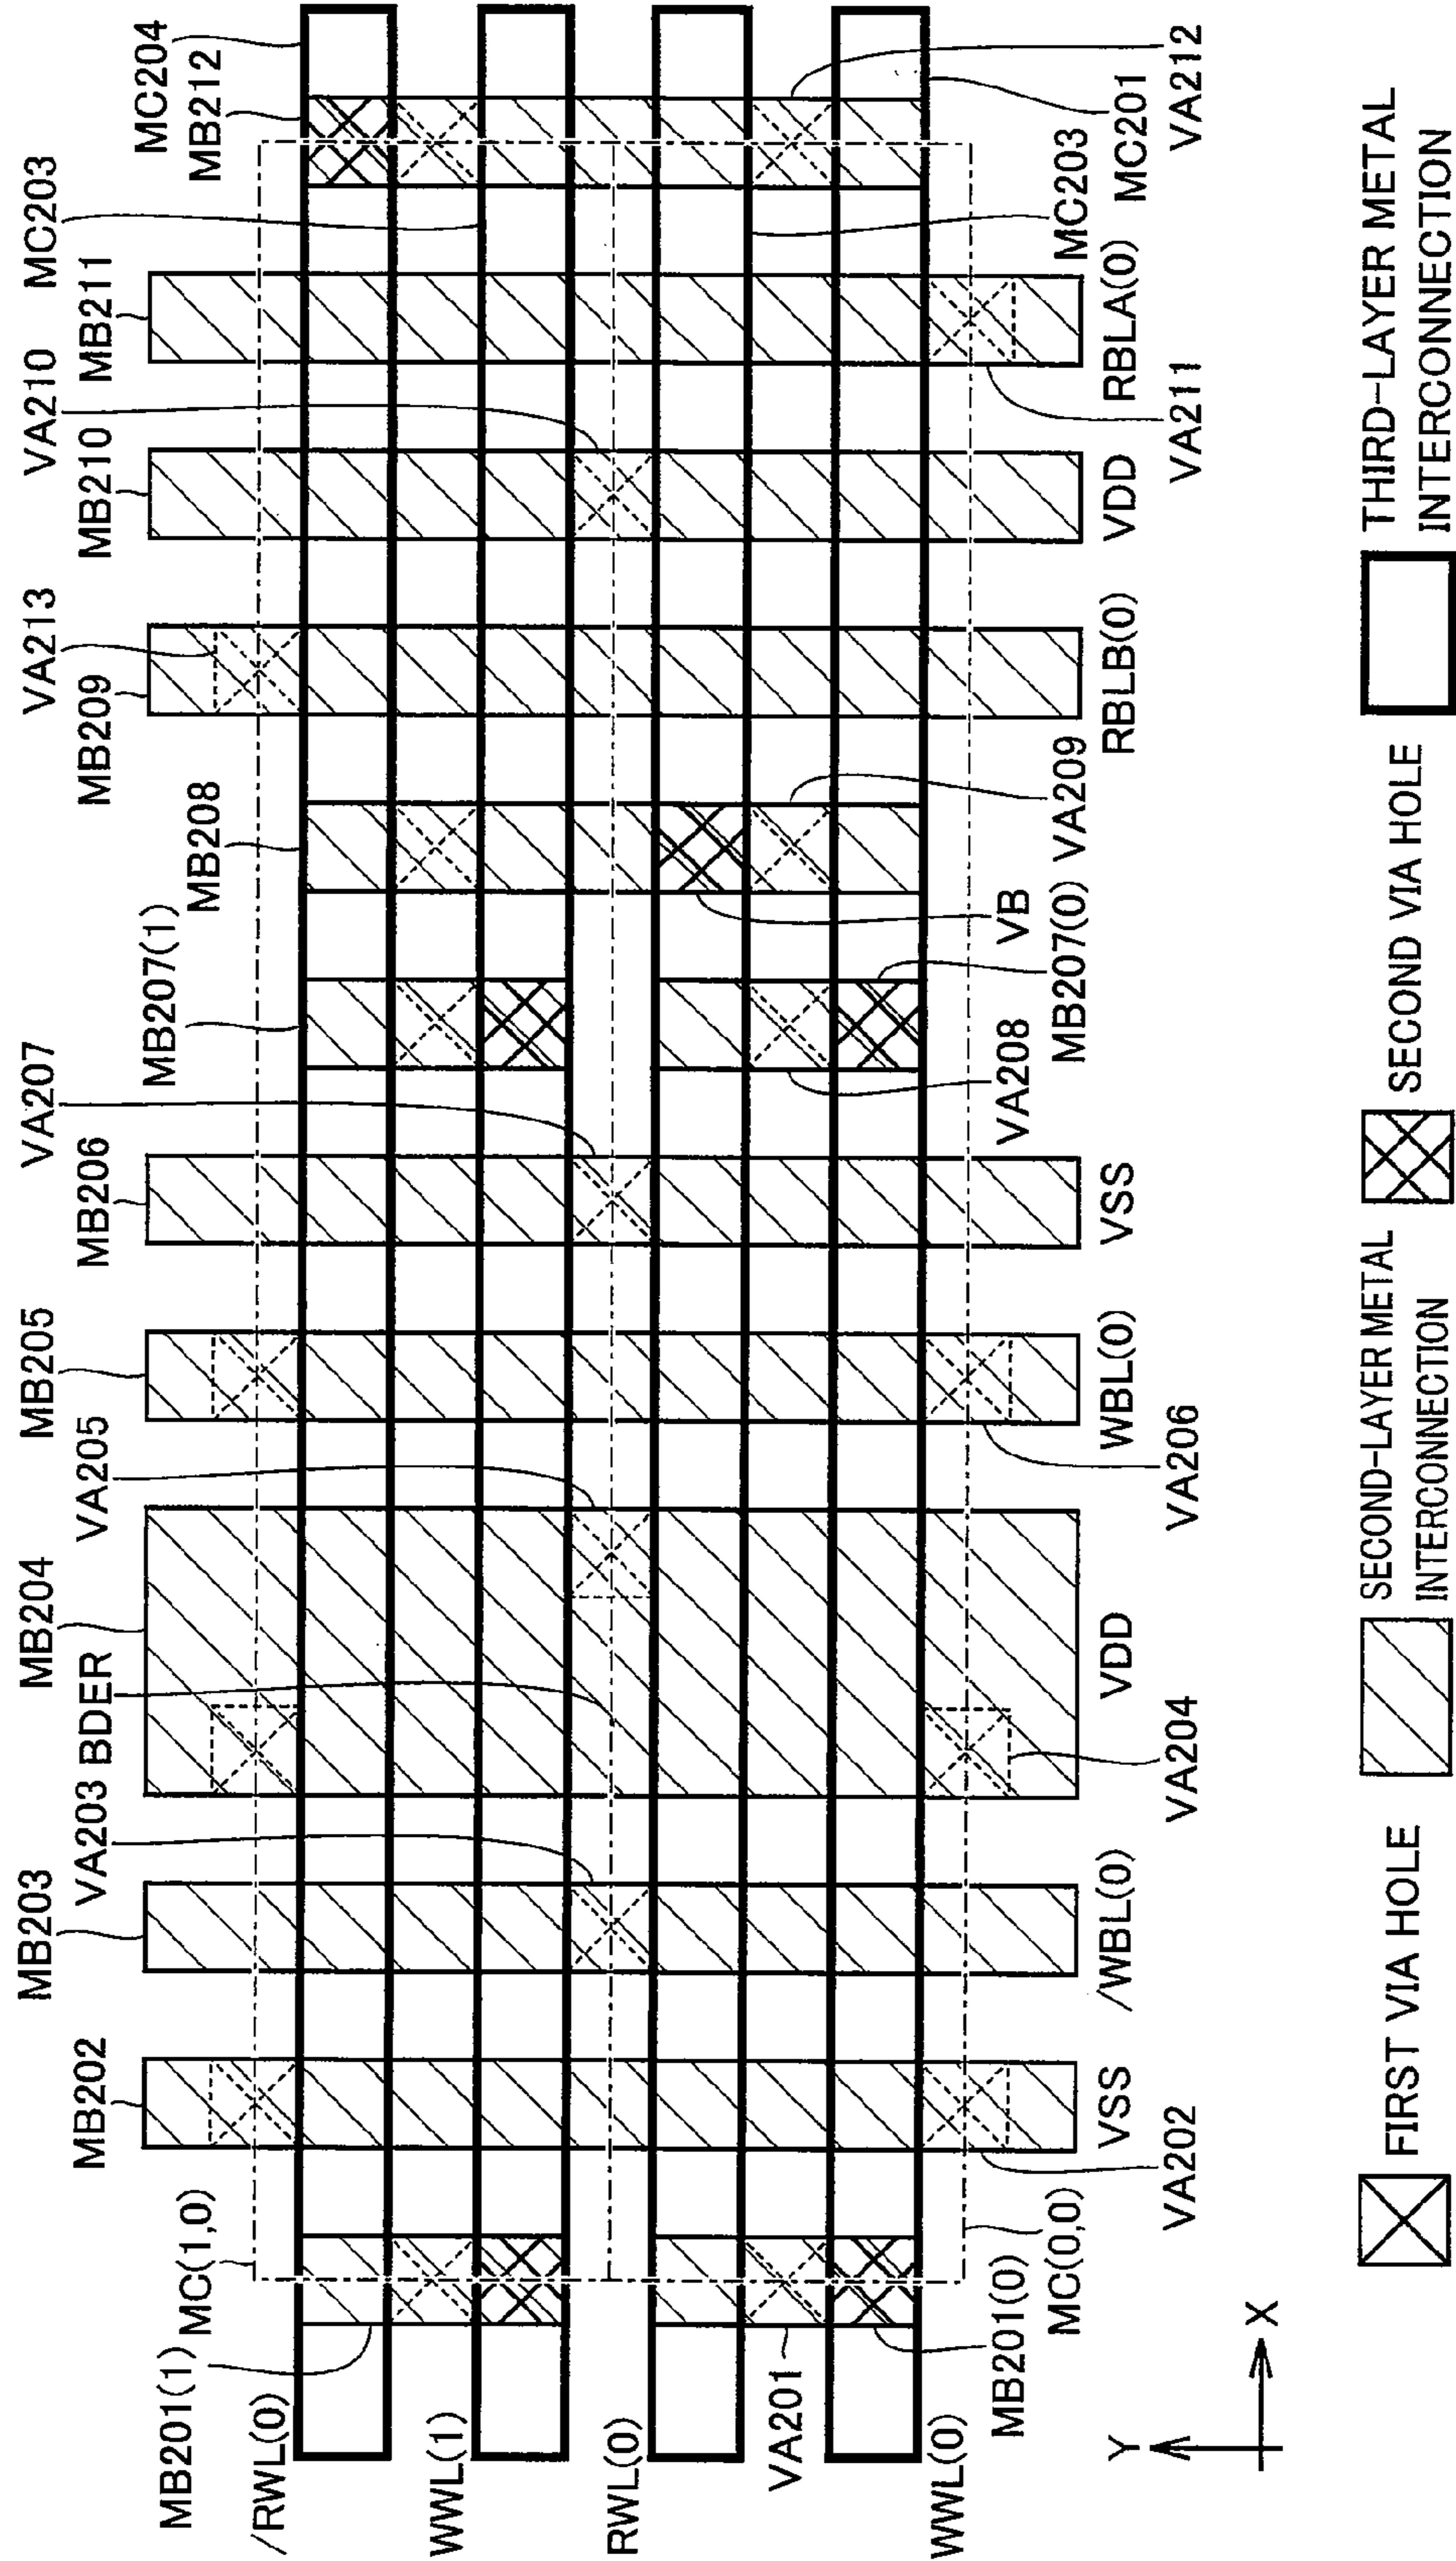 MC204
MB212
MC203
MB211
VA210
MB210
VA213
MB209
MB208
MB207(1)
VA207
MB206
MB205
VA205
MB204
BDER
VA203
MB203
MB202
MC(1,0)
MB201(1)
/RWL(0)
WWL(1)
RWL(0)
WWL(0)
VA201
MB201(0)
MC(0,0)
VA202
VSS
/WBL(0)
VA204
VDD
VA206
WBL(0)
VSS
VA208
MB207(0)
VB
VA209
RBLB(0)
VDD
VA211
RBLA(0)
MC203
MC201
VA212
Y
X
FIRST VIA HOLE
SECOND-LAYER METAL
INTERCONNECTION
SECOND VIA HOLE
THIRD-LAYER METAL
INTERCONNECTION